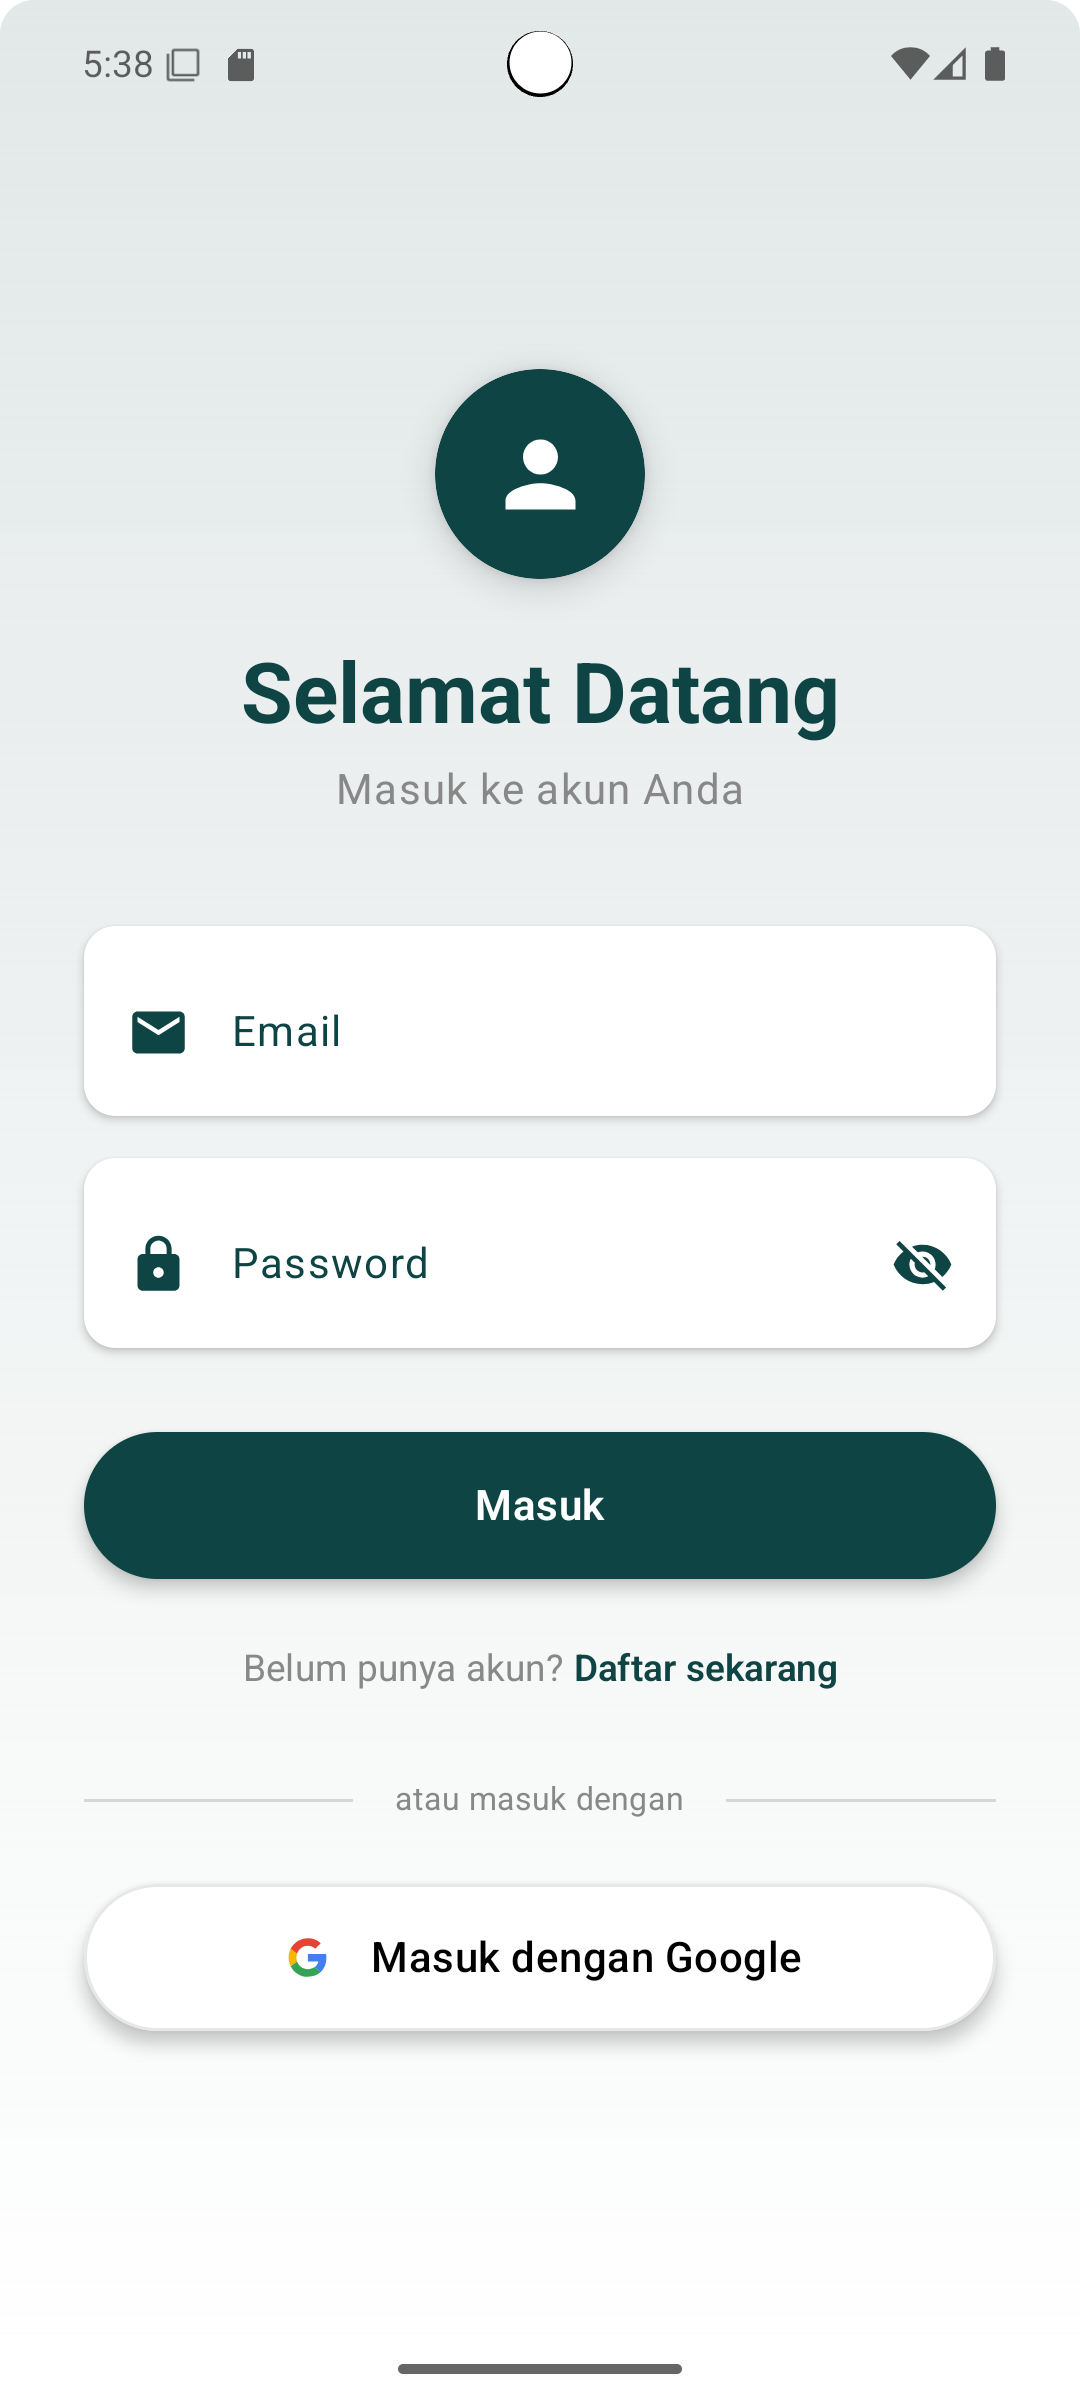 5:38
Selamat Datang
Masuk ke akun Anda
Email
Password
Masuk
Belum punya akun? Daftar sekarang
atau masuk dengan
Masuk dengan Google